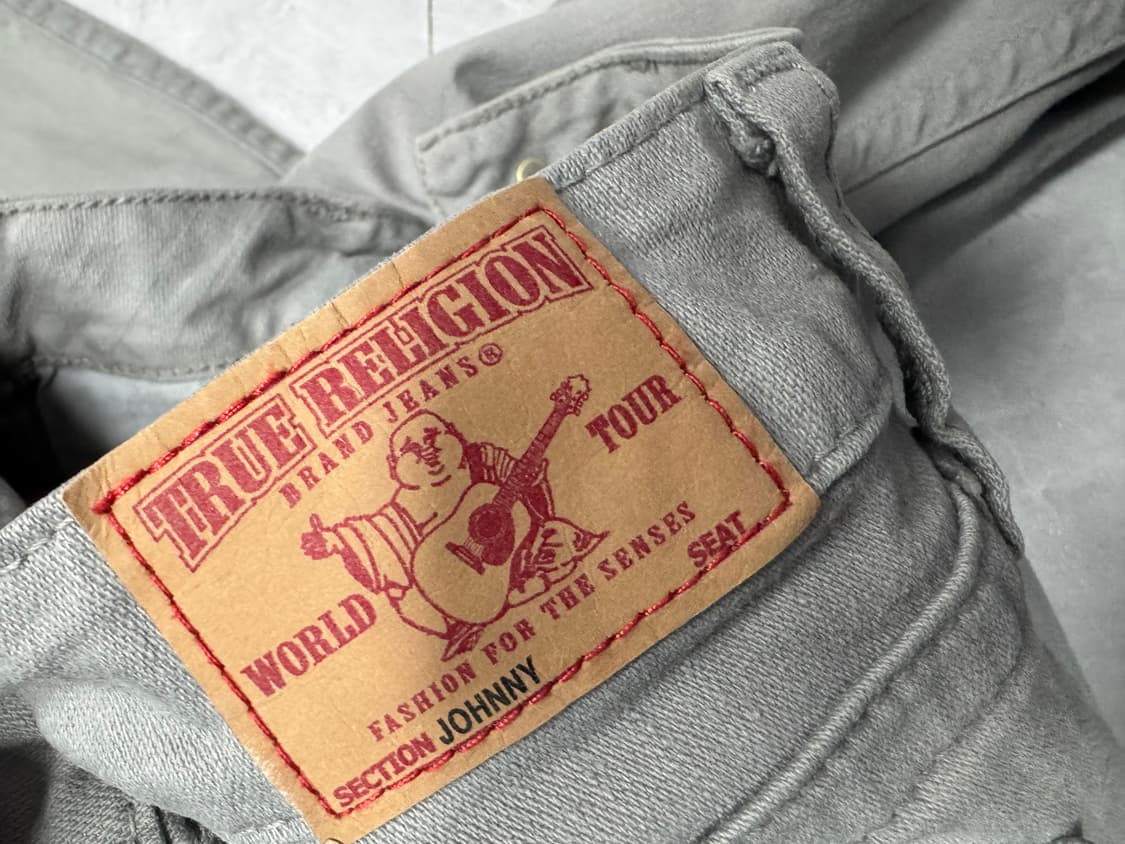 TRUE RELIGION
BRAND JEANS®
WORLD TOUR
FASHION FOR THE SENSES
SECTION JOHNNY SEAT